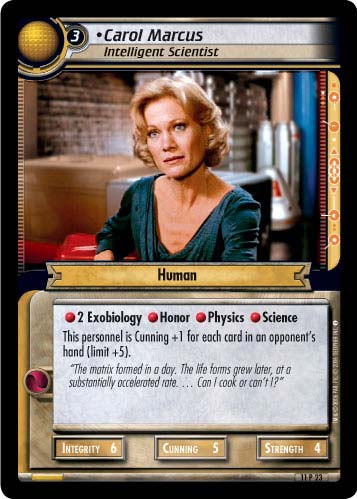 3 •Carol Marcus
Intelligent Scientist
Human
2 Exobiology Honor Physics Science
This personnel is Cunning +1 for each card in an opponent's
hand (limit +5).
"The matrix formed in a day. The life forms grew later, at a
substantially accelerated rate. ... Can I cook or can't I?"
INTEGRITY 6 CUNNING 5 STRENGTH 4
11 P 23